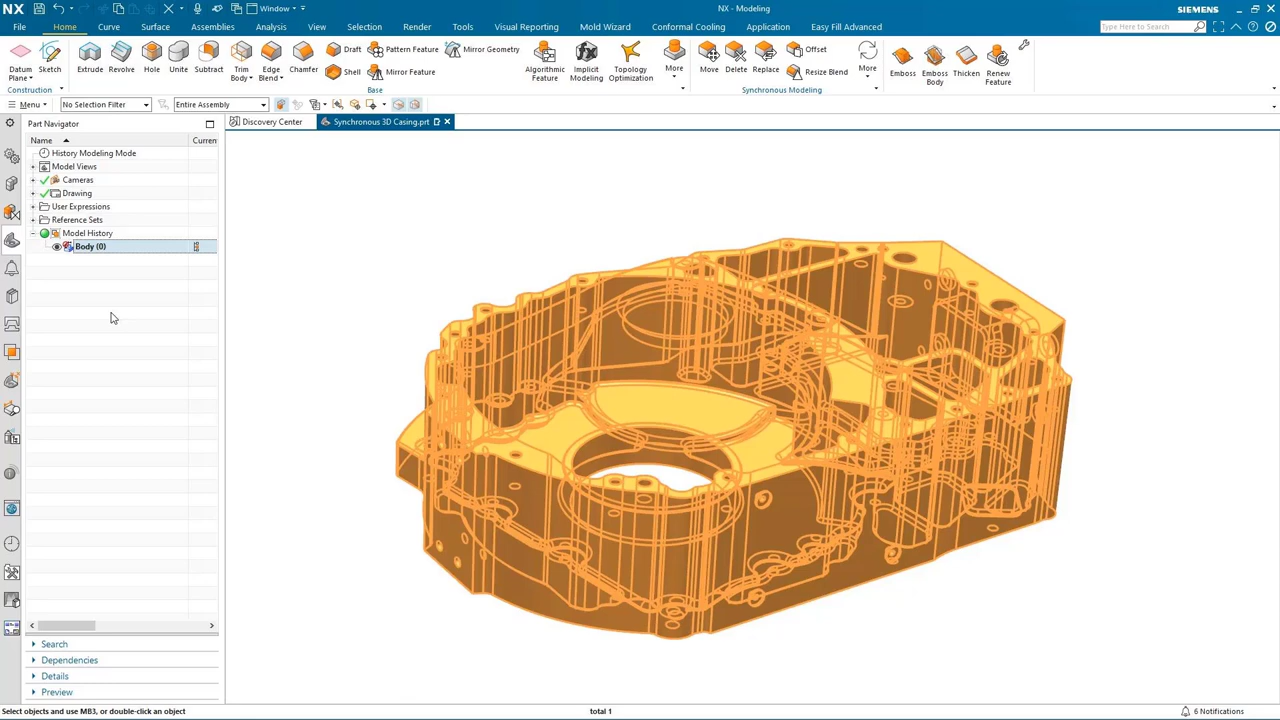 NX
Window
NX - Modeling
SIEMENS
File
Home
Curve
Surface
Assemblies
Analysis
View
Selection
Render
Tools
Visual Reporting
Mold Wizard
Conformal Cooling
Application
Easy Fill Advanced
Type Here to Search
Datum Plane
Sketch
Extrude
Revolve
Hole
Unite
Subtract
Trim Body
Edge Blend
Chamfer
Draft
Shell
Pattern Feature
Mirror Feature
Mirror Geometry
Algorithmic Feature
Implicit Modeling
Topology Optimization
More
Move
Delete
Replace
Offset
Resize Blend
More
Emboss
Emboss Body
Thicken
Renew Feature
Construction
Base
Synchronous Modeling
Menu
No Selection Filter
Entire Assembly
Part Navigator
Discovery Center
Synchronous 3D Casing.prt
Name
Curren
History Modeling Mode
Model Views
Cameras
Drawing
User Expressions
Reference Sets
Model History
Body (0)
Search
Dependencies
Details
Preview
Select objects and use MB3, or double-click an object
total 1
6 Notifications